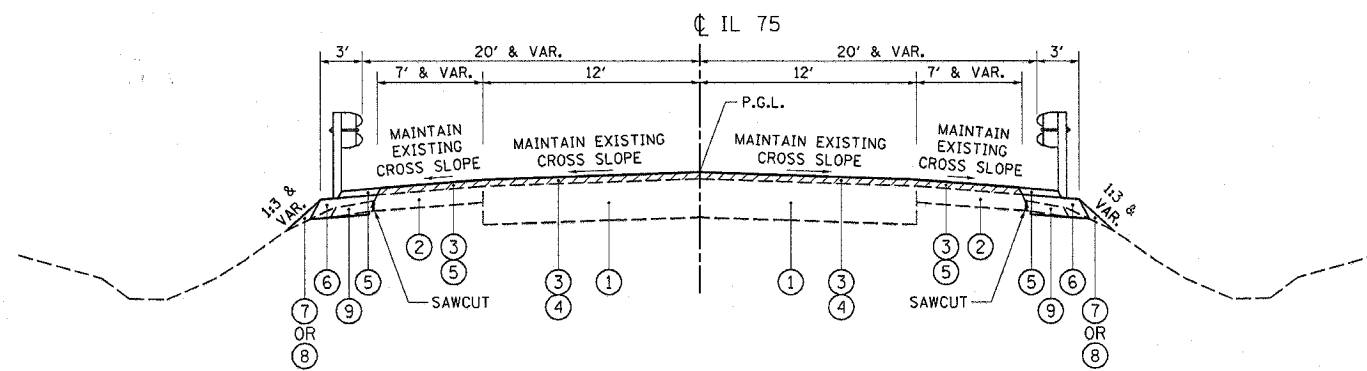 ℄ IL 75
3' 20' & VAR. 20' & VAR. 3'
7' & VAR. 12' 12' 7' & VAR.
P.G.L.
MAINTAIN EXISTING CROSS SLOPE
MAINTAIN EXISTING
CROSS SLOPE
MAINTAIN EXISTING
CROSS SLOPE
MAINTAIN
EXISTING
CROSS SLOPE
1:3 &
VAR.
1:3 &
VAR.
2 3 3 2
5 5
6 9 5 3 1 1 3 5 9 6
4 4
SAWCUT SAWCUT
7 7
OR OR
8 8